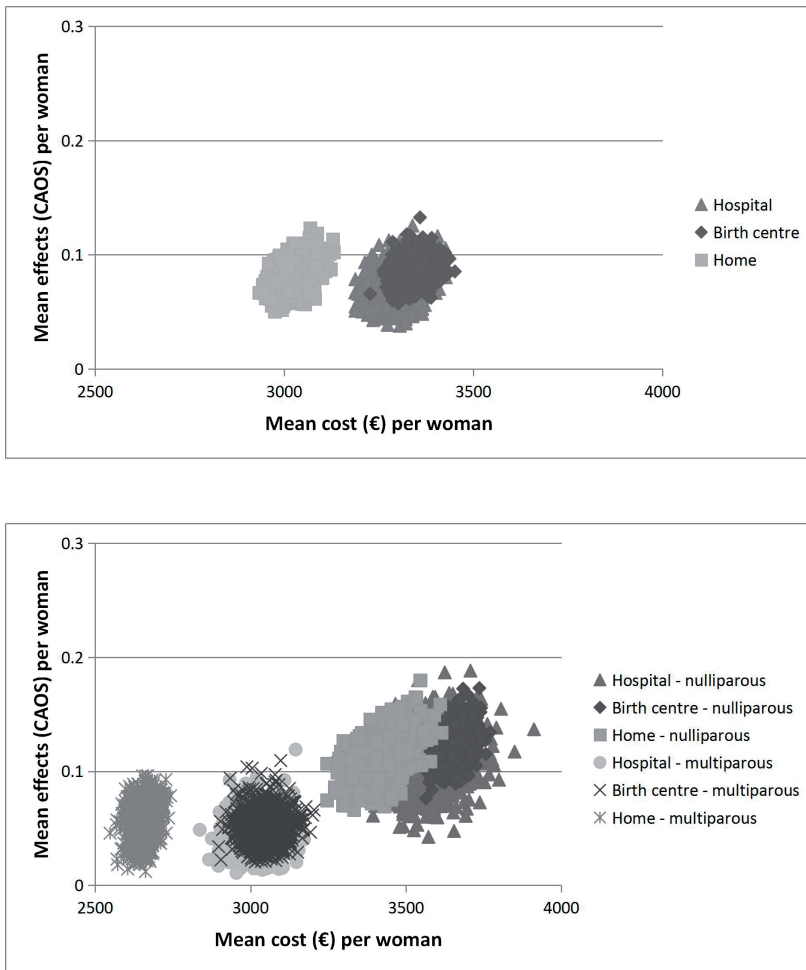 0.3
0.2
0.1
0
2500
3000
3500
4000
Mean effects (CAOS) per woman
Mean cost (€) per woman
Hospital
Birth centre
Home
0.3
0.2
0.1
0
2500
3000
3500
4000
Mean effects (CAOS) per woman
Mean cost (€) per woman
Hospital - nulliparous
Birth centre - nulliparous
Home - nulliparous
Hospital - multiparous
Birth centre - multiparous
Home - multiparous